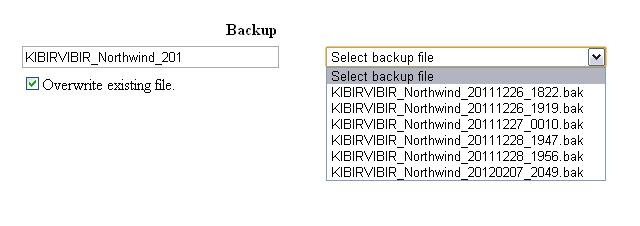 Backup
KIBIRVIBIR_Northwind_201
Overwrite existing file.
Select backup file
Select backup file
KIBIRVIBIR_Northwind_20111226_1822.bak
KIBIRVIBIR_Northwind_20111226_1919.bak
KIBIRVIBIR_Northwind_20111227_0010.bak
KIBIRVIBIR_Northwind_20111228_1947.bak
KIBIRVIBIR_Northwind_20111228_1956.bak
KIBIRVIBIR_Northwind_20120207_2049.bak